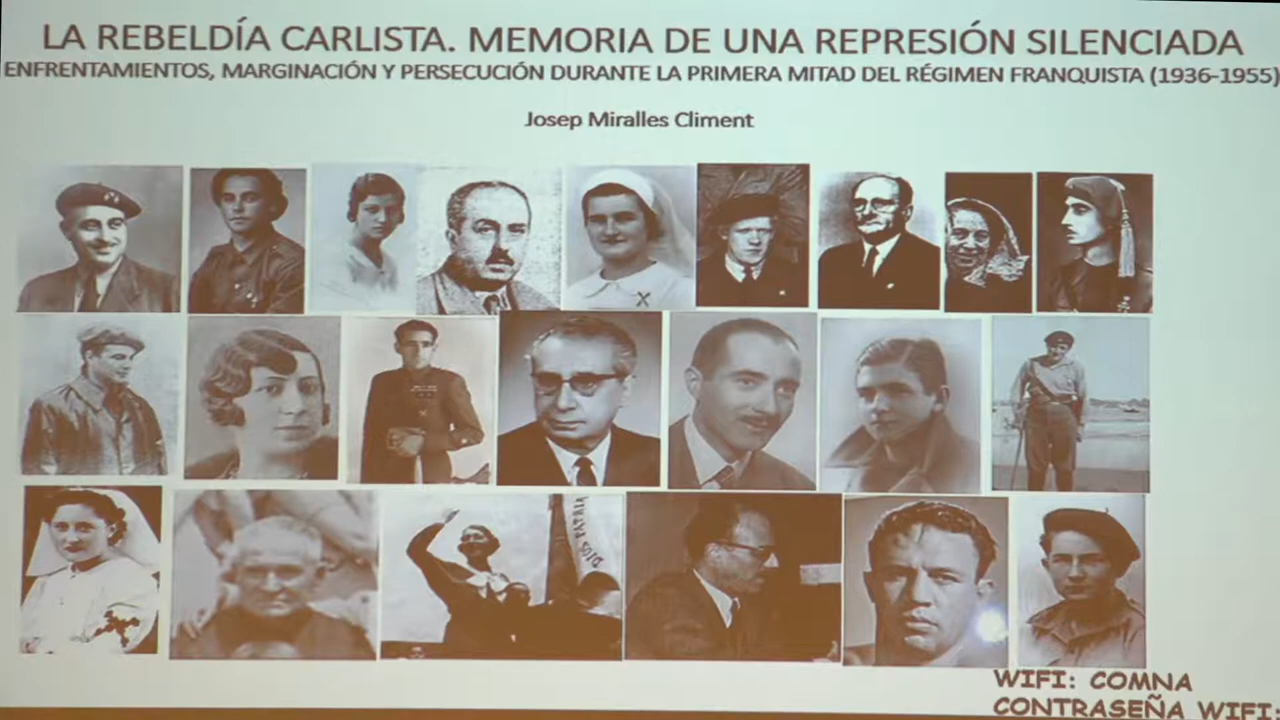 LA REBELDÍA CARLISTA. MEMORIA DE UNA REPRESIÓN SILENCIADA
ENFRENTAMIENTOS, MARGINACIÓN Y PERSECUCIÓN DURANTE LA PRIMERA MITAD DEL RÉGIMEN FRANQUISTA (1936-1955)
Josep Miralles Climent
DIOS PATRIA
WIFI: COMNA
CONTRASEÑA WIFI: